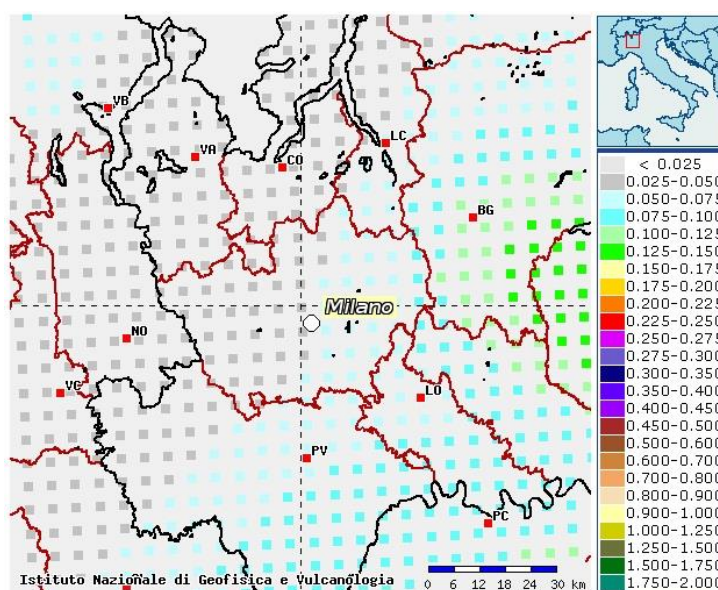 VB
VA
LC
CO
BG
Milano
NO
VC
LO
PV
PC
Istituto Nazionale di Geofisica e Vulcanologia
0 6 12 18 24 30 km
< 0.025
0.025-0.050
0.050-0.075
0.075-0.100
0.100-0.125
0.125-0.150
0.150-0.175
0.175-0.200
0.200-0.225
0.225-0.250
0.250-0.275
0.275-0.300
0.300-0.350
0.350-0.400
0.400-0.450
0.450-0.500
0.500-0.600
0.600-0.700
0.700-0.800
0.800-0.900
0.900-1.000
1.000-1.250
1.250-1.500
1.500-1.750
1.750-2.000